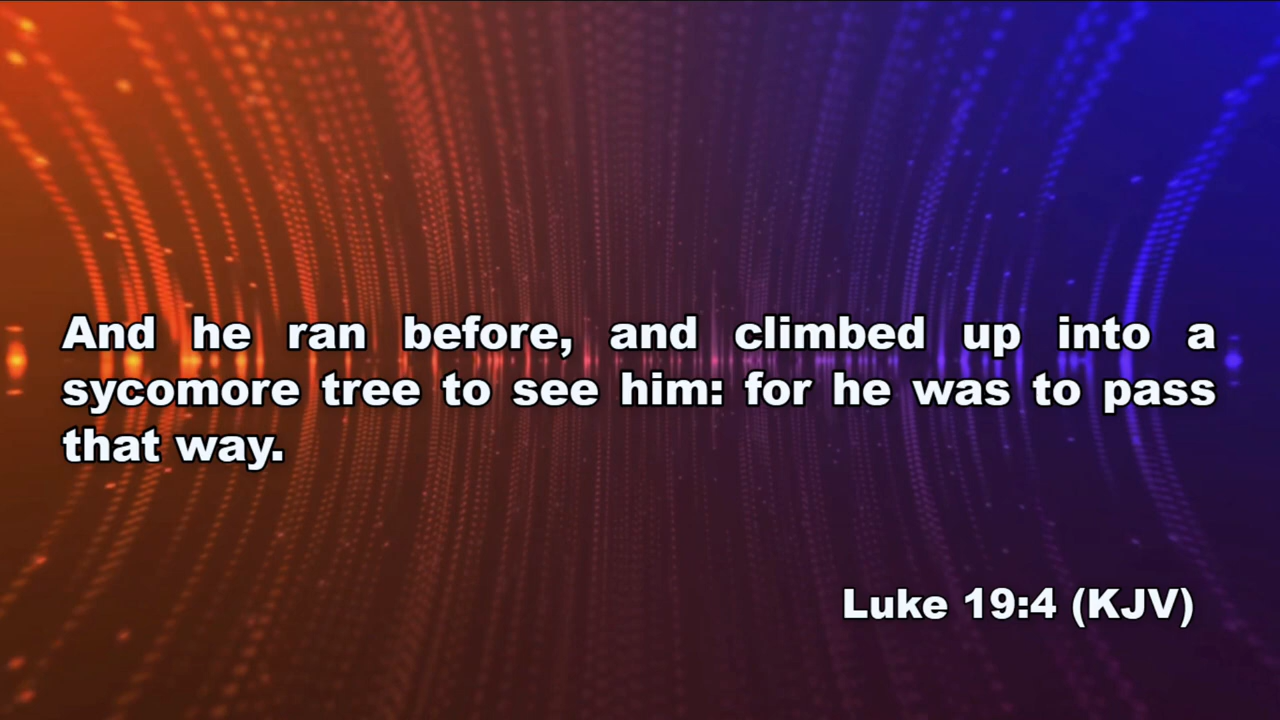 And he ran before, and climbed up into a
sycomore tree to see him: for he was to pass
that way.
Luke 19:4 (KJV)